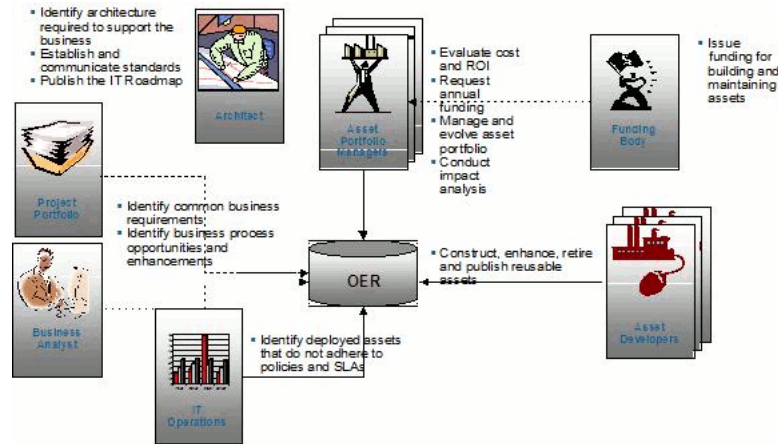 ▪ Identify architecture
required to support the
business
▪ Establish and
communicate standards
▪ Publish the IT Roadmap
Architect
Asset
Portfolio
Managers
▪ Evaluate cost
and ROI
▪ Request
annual
funding
▪ Manage and
evolve asset
portfolio
▪ Conduct
impact
analysis
Funding
Body
▪ Issue
funding for
building and
maintaining
assets
Project
Portfolio
▪ Identify common business
requirements
▪ Identify business process
opportunities and
enhancements
Business
Analyst
OER
▪ Construct, enhance, retire
and publish reusable
assets
Asset
Developers
▪ Identify deployed assets
that do not adhere to
policies and SLAs
IT
Operations